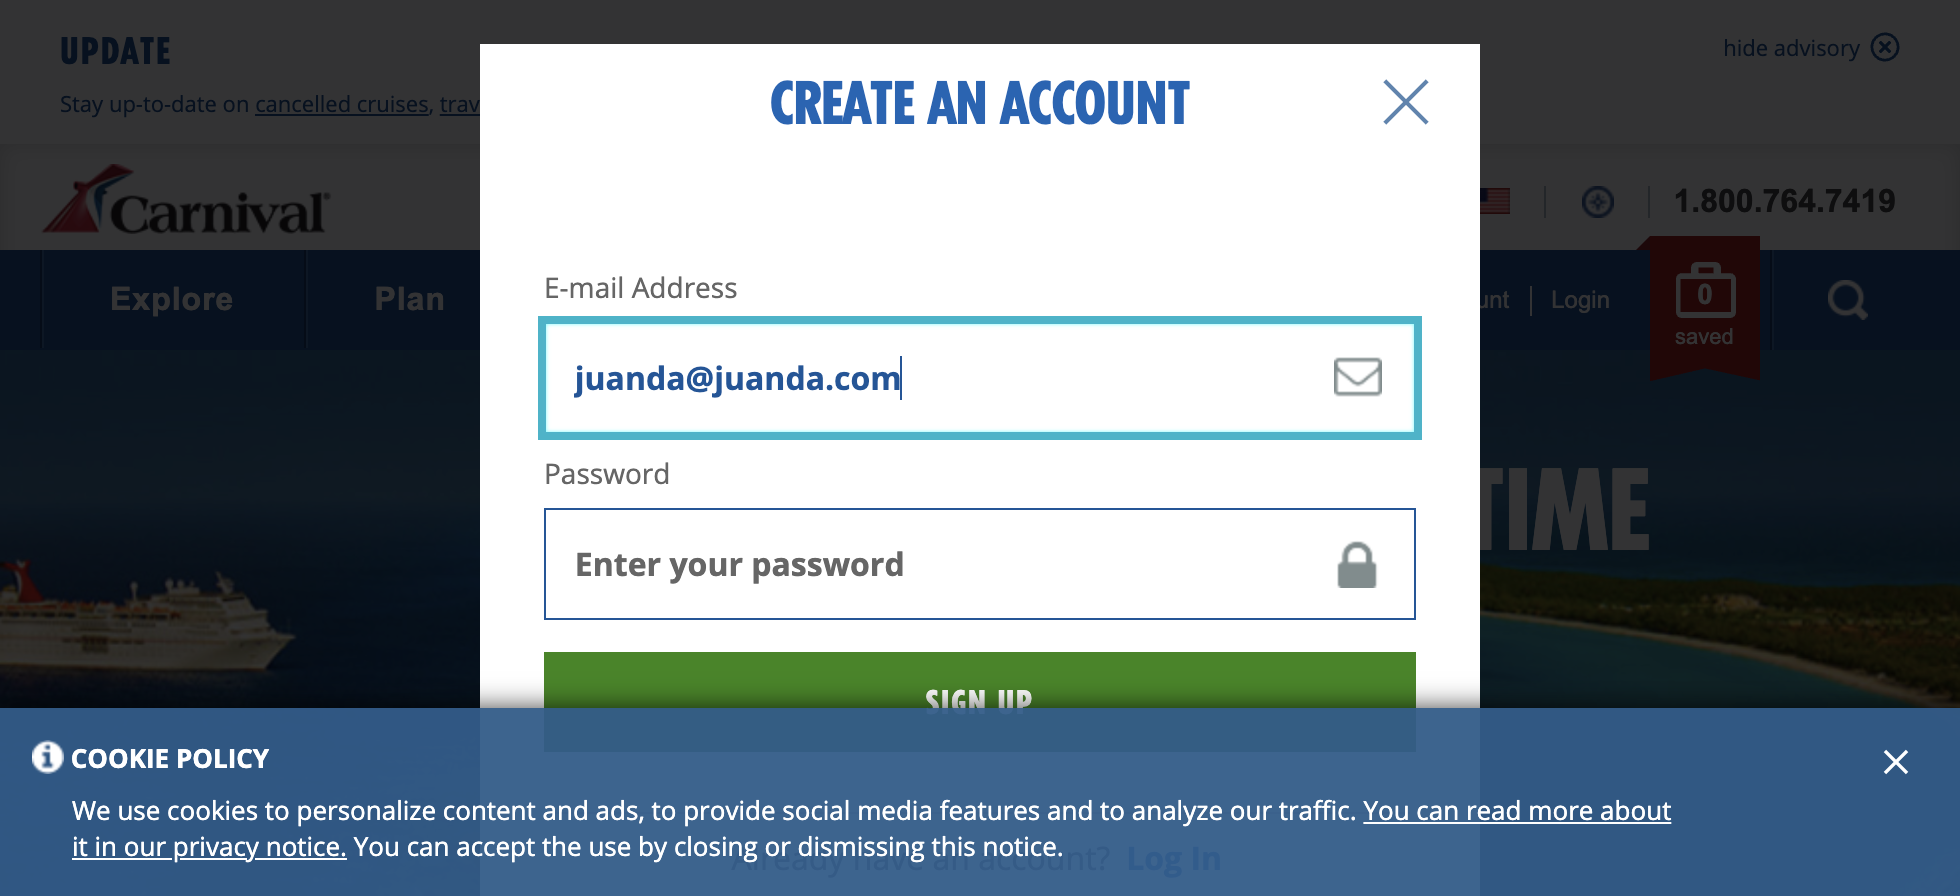 UPDATE
hide advisory
Stay up-to-date on cancelled cruises, trav
CREATE AN ACCOUNT
Carnival®
1.800.764.7419
Explore
Plan
unt
Login
0
saved
E-mail Address
juanda@juanda.com
Password
Enter your password
TIME
SIGN UP
COOKIE POLICY
We use cookies to personalize content and ads, to provide social media features and to analyze our traffic. You can read more about
it in our privacy notice. You can accept the use by closing or dismissing this notice.
Already have an account? Log In